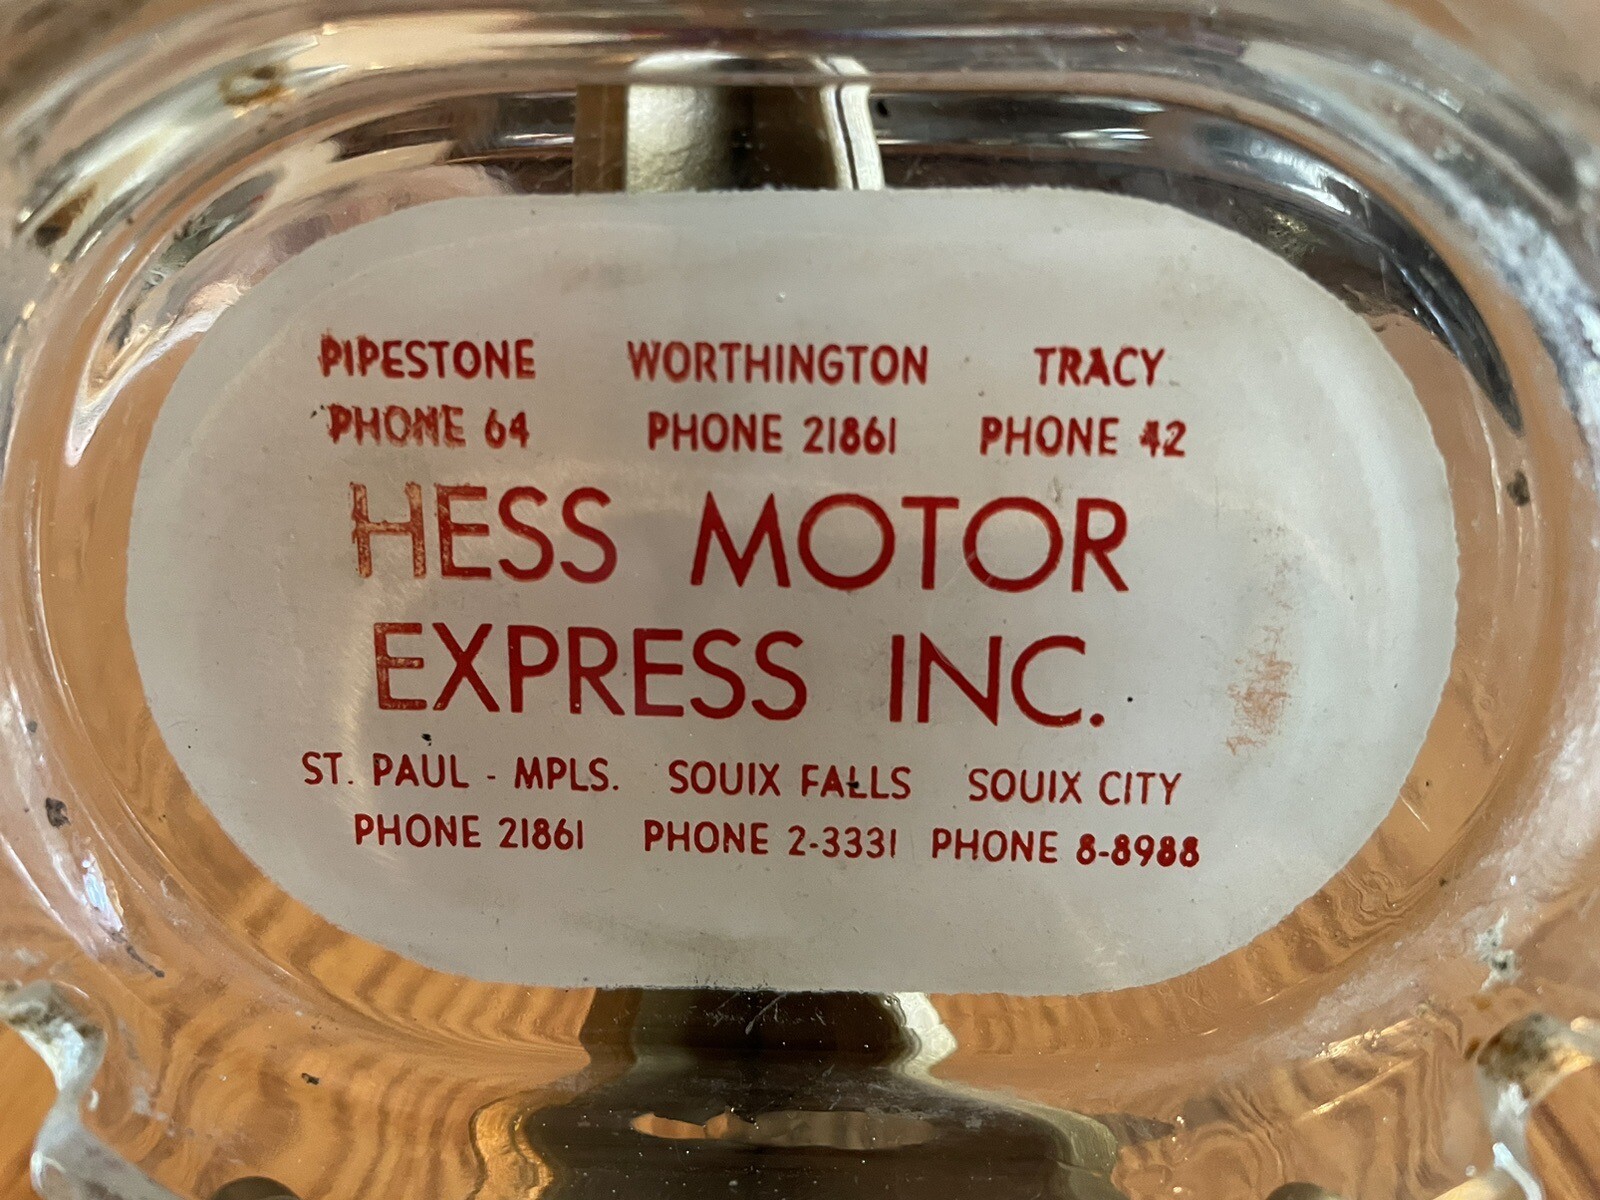 PIPESTONE WORTHINGTON TRACY
PHONE 64 PHONE 21861 PHONE 42
HESS MOTOR
EXPRESS INC.
ST. PAUL - MPLS. SOUIX FALLS SOUIX CITY
PHONE 21861 PHONE 2-3331 PHONE 8-8988